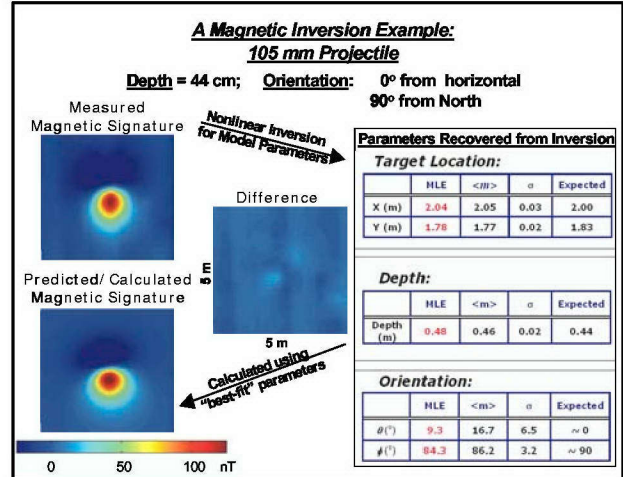 A Magnetic Inversion Example:
105 mm Projectile
Depth = 44 cm; Orientation: 0° from horizontal
90° from North
Measured
Magnetic Signature
Nonlinear Inversion
for Model Parameters
Difference
5 m
5 m
Predicted/ Calculated
Magnetic Signature
Calculated using
"best-fit" parameters
0 50 100 nT
Parameters Recovered from Inversion
Target Location:
MLE <m> σ Expected
X (m) 2.04 2.05 0.03 2.00
Y (m) 1.78 1.77 0.02 1.83
Depth:
MLE <m> σ Expected
Depth (m) 0.48 0.46 0.02 0.44
Orientation:
MLE <m> σ Expected
θ(°) 9.3 16.7 6.5 ~ 0
ϕ(°) 84.3 86.2 3.2 ~ 90